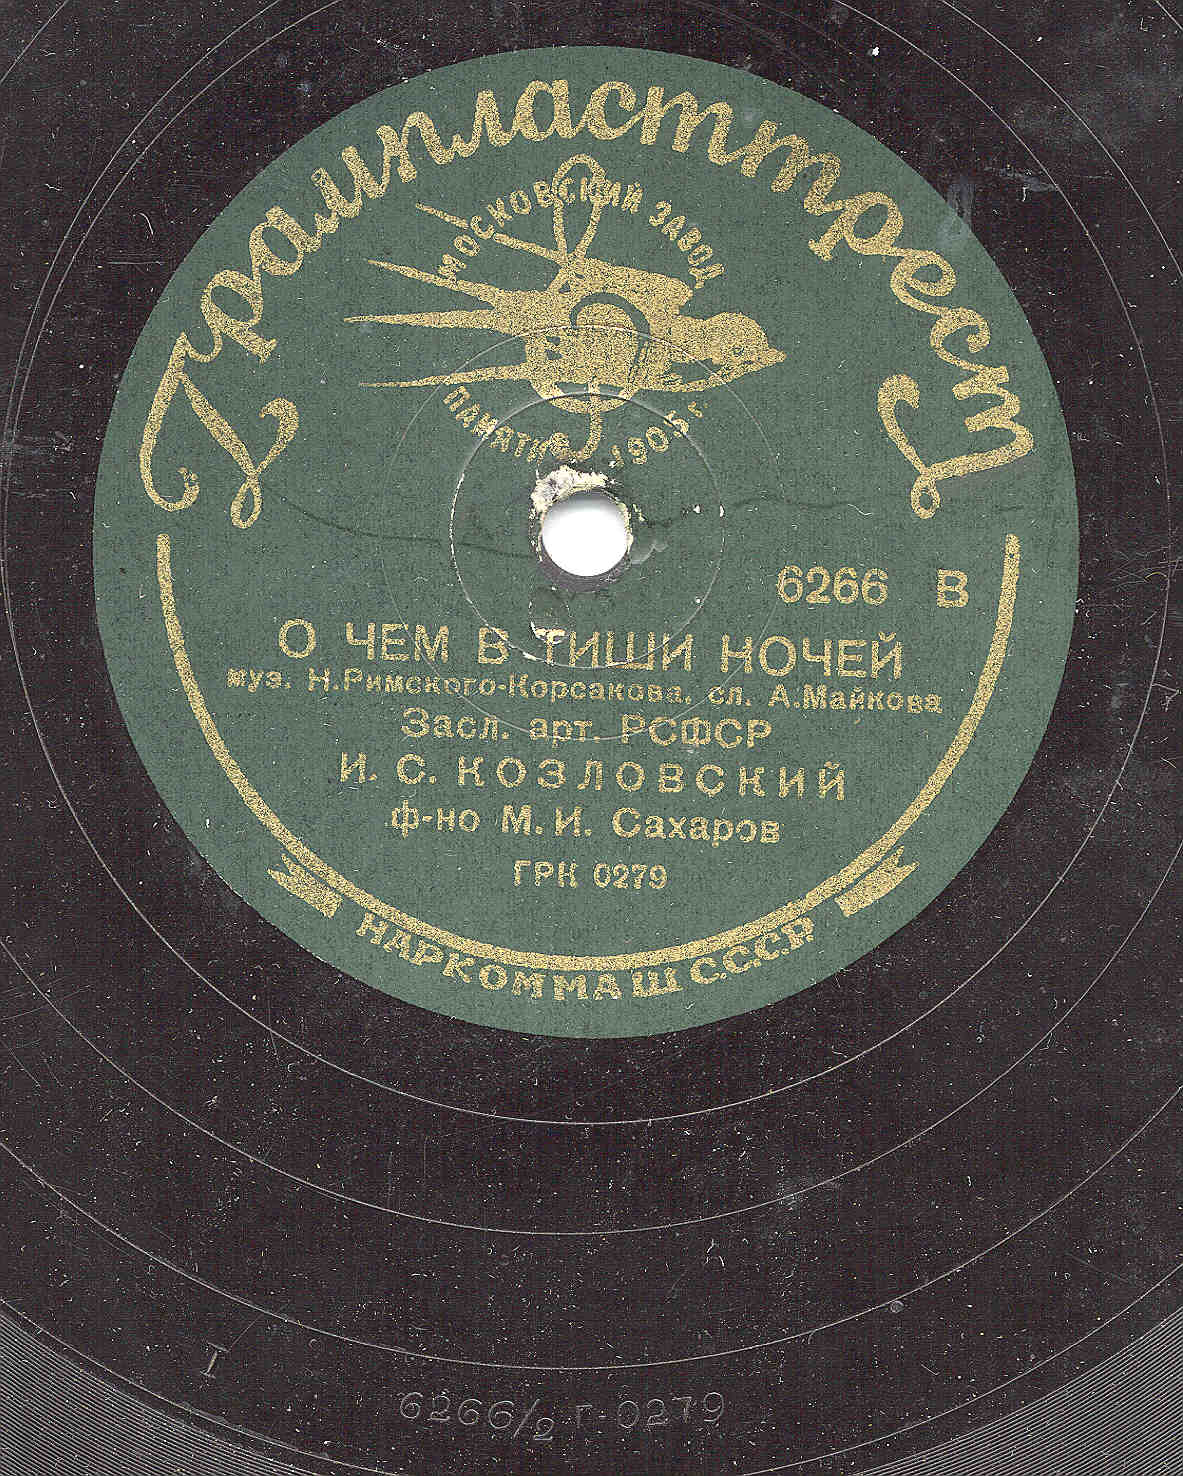 Грампласттрест
МОСКОВСКИЙ ЗАВОД
ПАМЯТИ 1905 г.
6266 В
О ЧЕМ В ТИШИ НОЧЕЙ
муз. Н.Римского-Корсакова, сл. А.Майкова
Засл. арт. РСФСР
И. С. КОЗЛОВСКИЙ
ф-но М. И. Сахаров
ГРК 0279
НАРКОММАШ С.С.С.Р.
I
6266/2 Г-0279